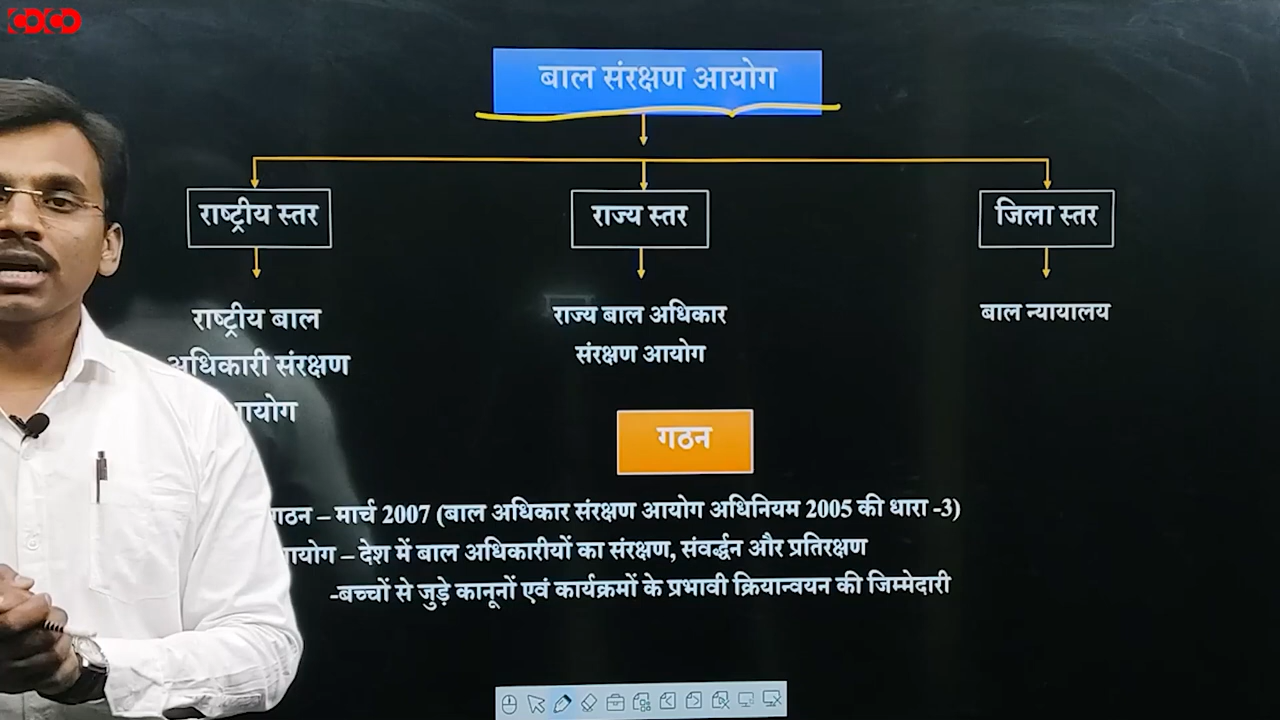 बाल संरक्षण आयोग
राष्ट्रीय स्तर
राज्य स्तर
जिला स्तर
राष्ट्रीय बाल
अधिकारी संरक्षण
राज्य बाल अधिकार
संरक्षण आयोग
बाल न्यायालय
गठन
– मार्च 2007 (बाल अधिकार संरक्षण आयोग अधिनियम 2005 की धारा -3)
– देश में बाल अधिकारीयों का संरक्षण, संवर्द्धन और प्रतिरक्षण
-बच्चों से जुड़े कानूनों एवं कार्यक्रमों के प्रभावी क्रियान्वयन की जिम्मेदारी